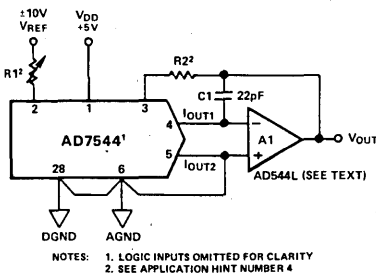 ±10V
VREF
VDD
+5V
R1²
R2²
C1
22pF
2
1
3
AD7544¹
4
IOUT1
5
IOUT2
28
6
−
+
A1
VOUT
AD544L (SEE TEXT)
DGND
AGND
NOTES: 1. LOGIC INPUTS OMITTED FOR CLARITY
2. SEE APPLICATION HINT NUMBER 4